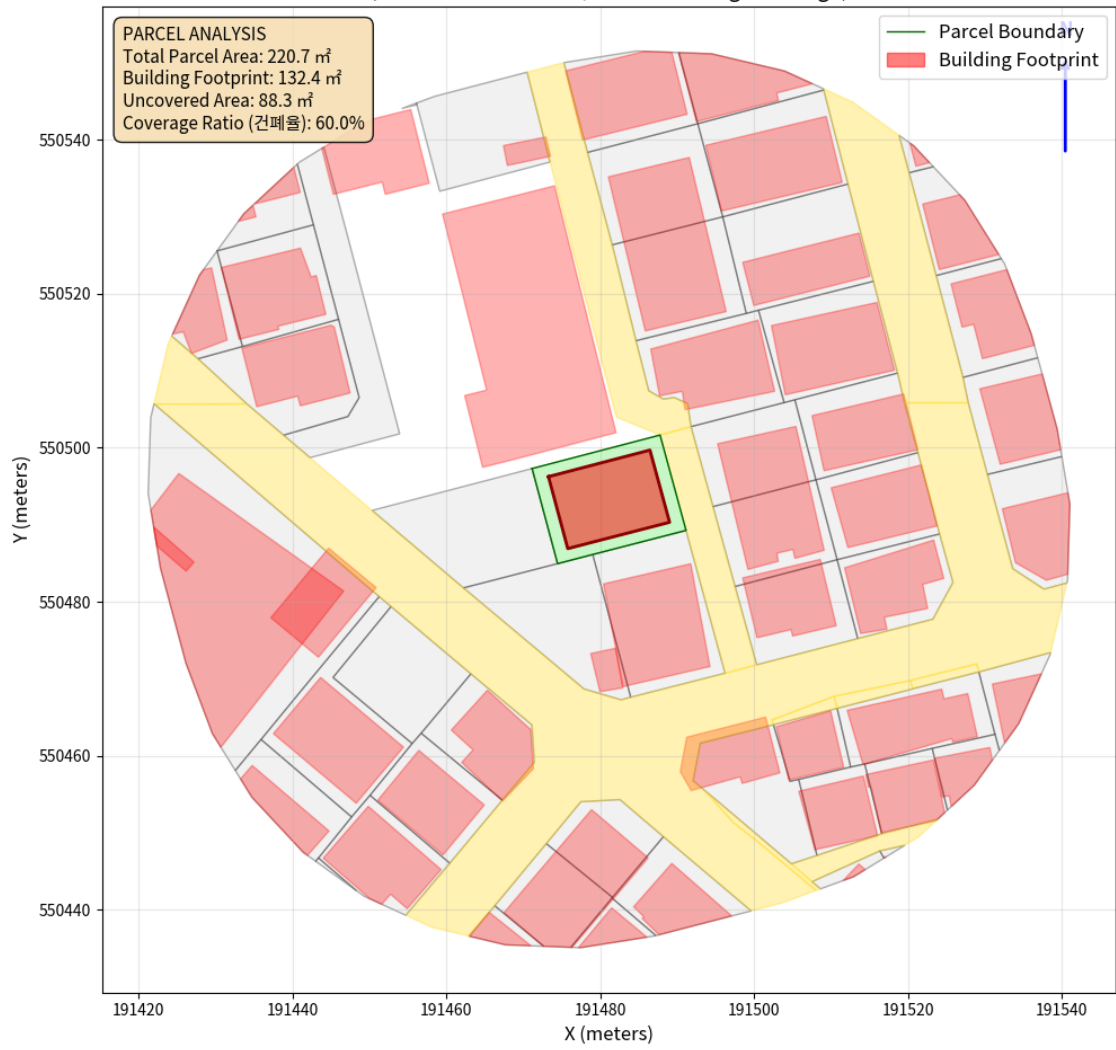 PARCEL ANALYSIS
Total Parcel Area: 220.7 ㎡
Building Footprint: 132.4 ㎡
Uncovered Area: 88.3 ㎡
Coverage Ratio (건폐율): 60.0%
N
Parcel Boundary
Building Footprint
550540
550520
550500
550480
550460
550440
Y (meters)
191420
191440
191460
191480
191500
191520
191540
X (meters)